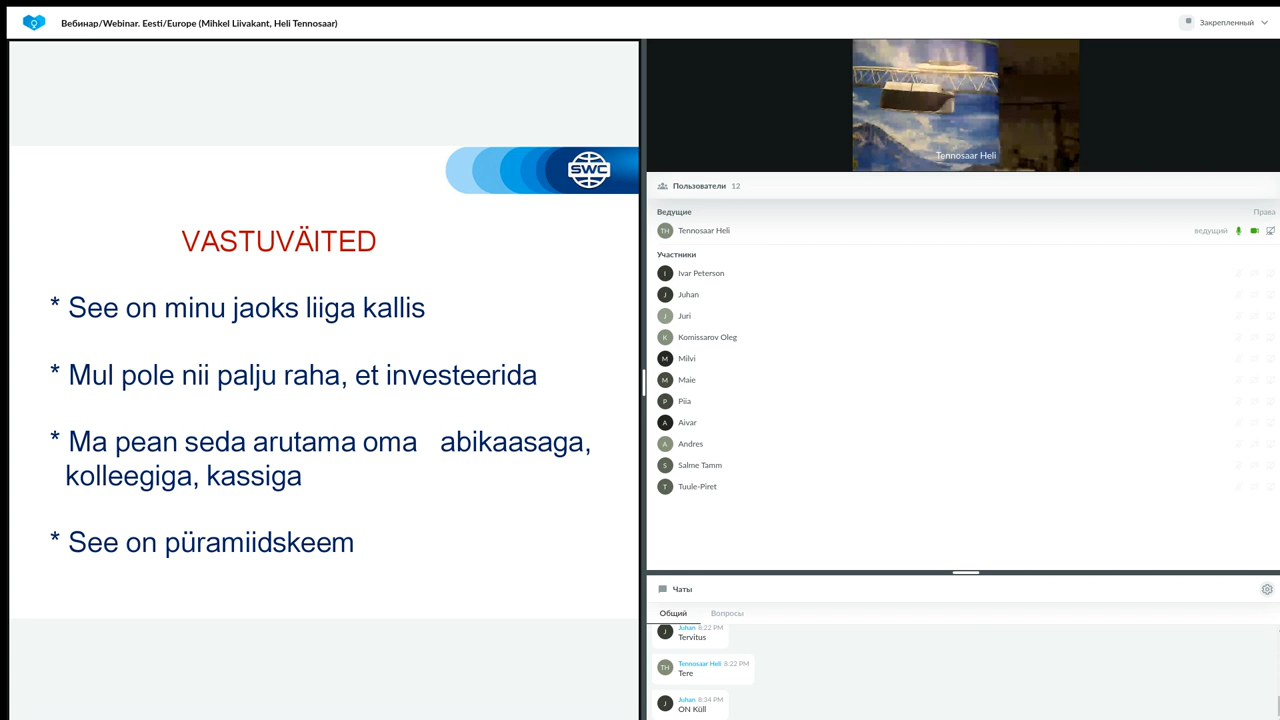 Вебинар/Webinar. Eesti/Europe (Mihkel Liivakant, Heli Tennosaar)
Закрепленный
SWC
VASTUVÄITED
* See on minu jaoks liiga kallis
* Mul pole nii palju raha, et investeerida
* Ma pean seda arutama oma abikaasaga,
kolleegiga, kassiga
* See on püramiidskeem
Tennosaar Heli
Пользователи 12
Ведущие Права
TH Tennosaar Heli ведущий
Участники
I Ivar Peterson
J Juhan
J Juri
K Komissarov Oleg
M Milvi
M Maie
P Piia
A Aivar
A Andres
S Salme Tamm
T Tuule-Piret
Чаты
Общий Вопросы
J Juhan 8:22 PM
Tervitus
TH Tennosaar Heli 8:22 PM
Tere
J Juhan 8:34 PM
ON Küll